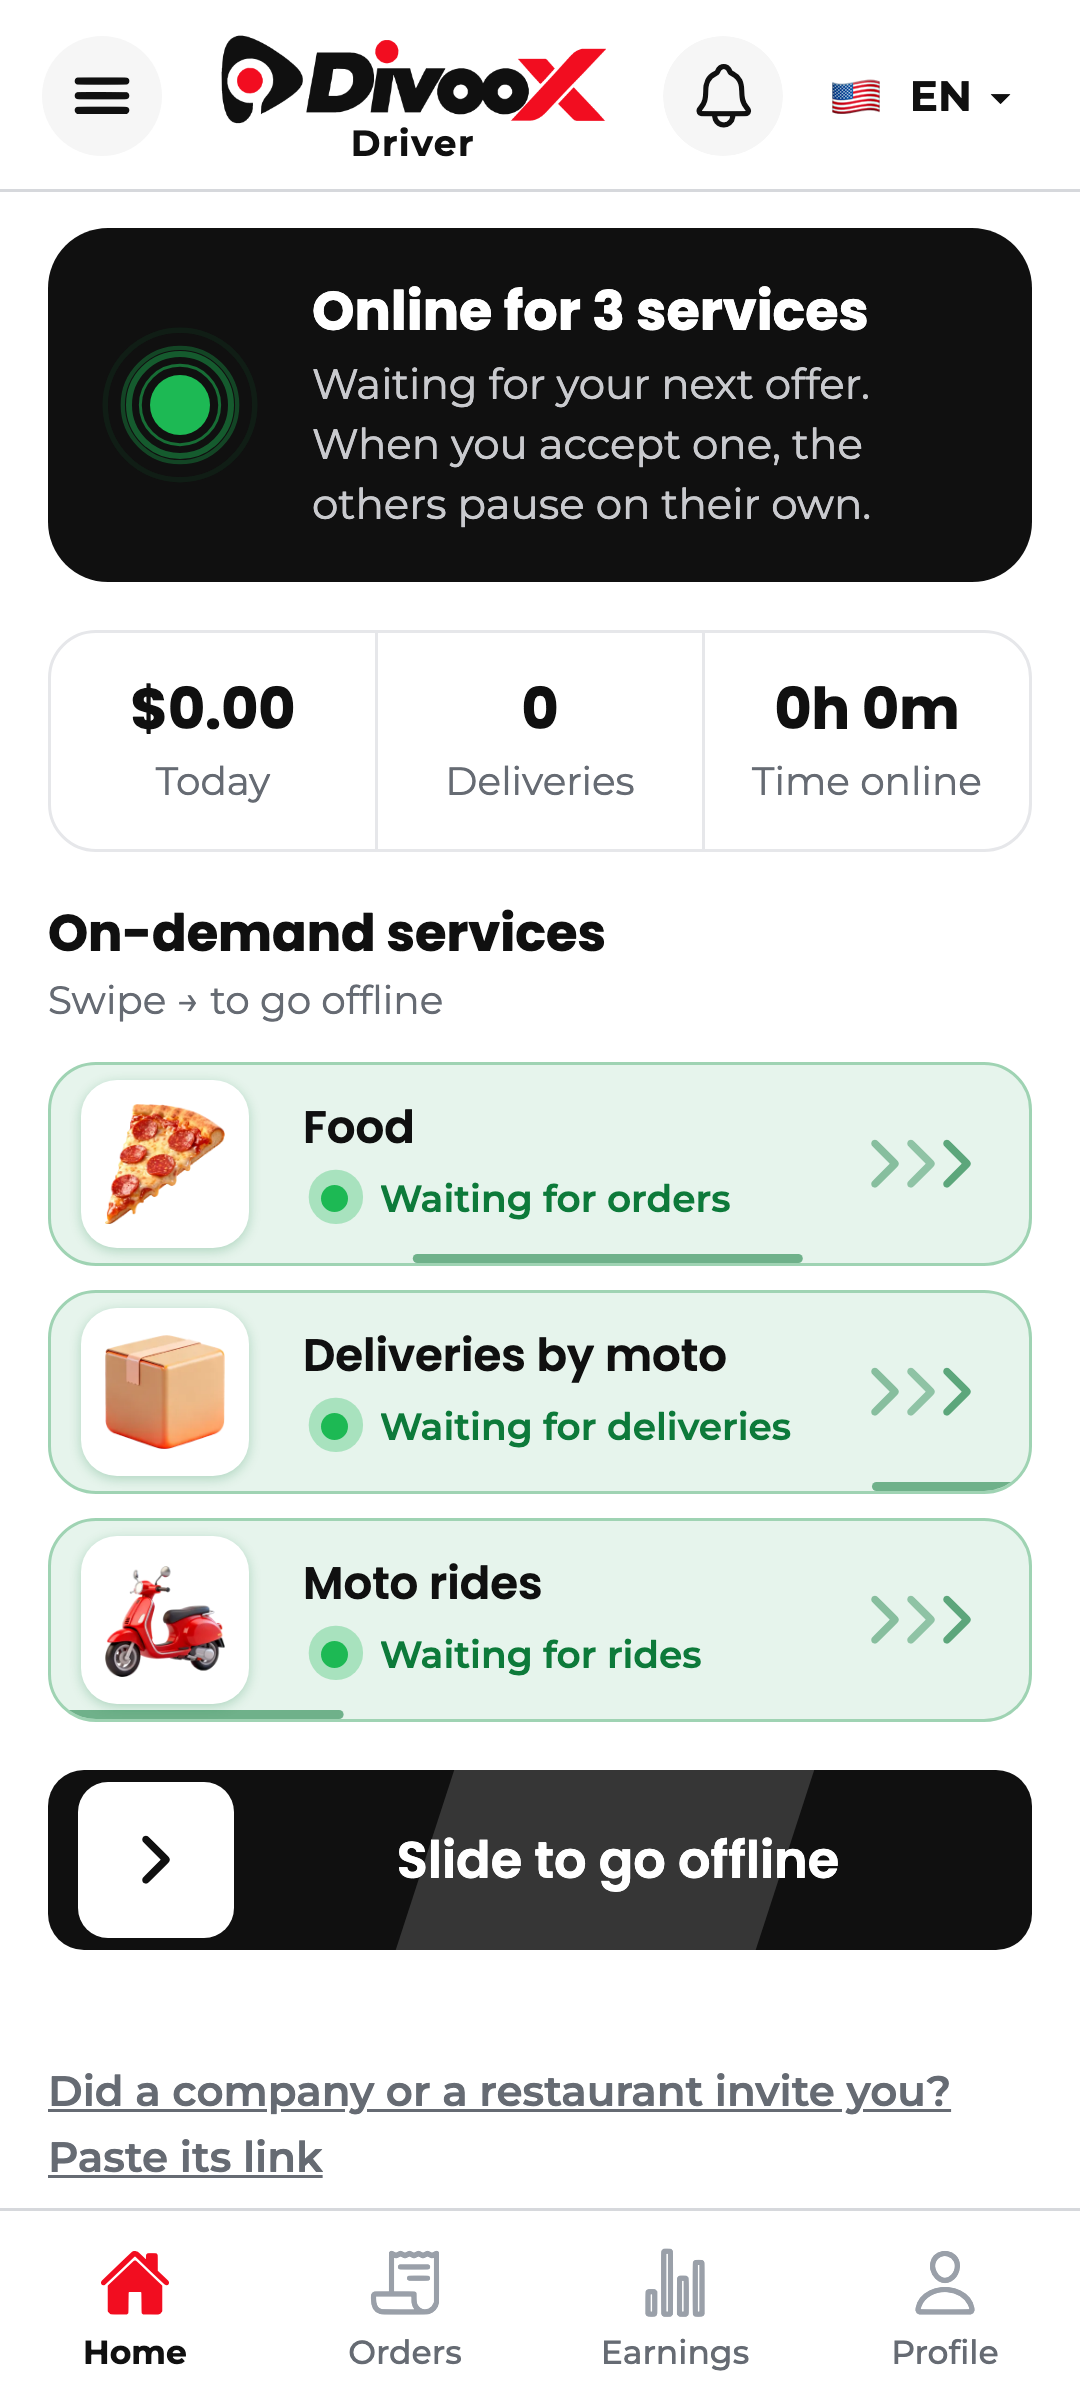 DivooX
Driver
EN
Online for 3 services
Waiting for your next offer.
When you accept one, the
others pause on their own.
$0.00
Today
0
Deliveries
0h 0m
Time online
On-demand services
Swipe → to go offline
Food
Waiting for orders
Deliveries by moto
Waiting for deliveries
Moto rides
Waiting for rides
Slide to go offline
Did a company or a restaurant invite you?
Paste its link
Home
Orders
Earnings
Profile